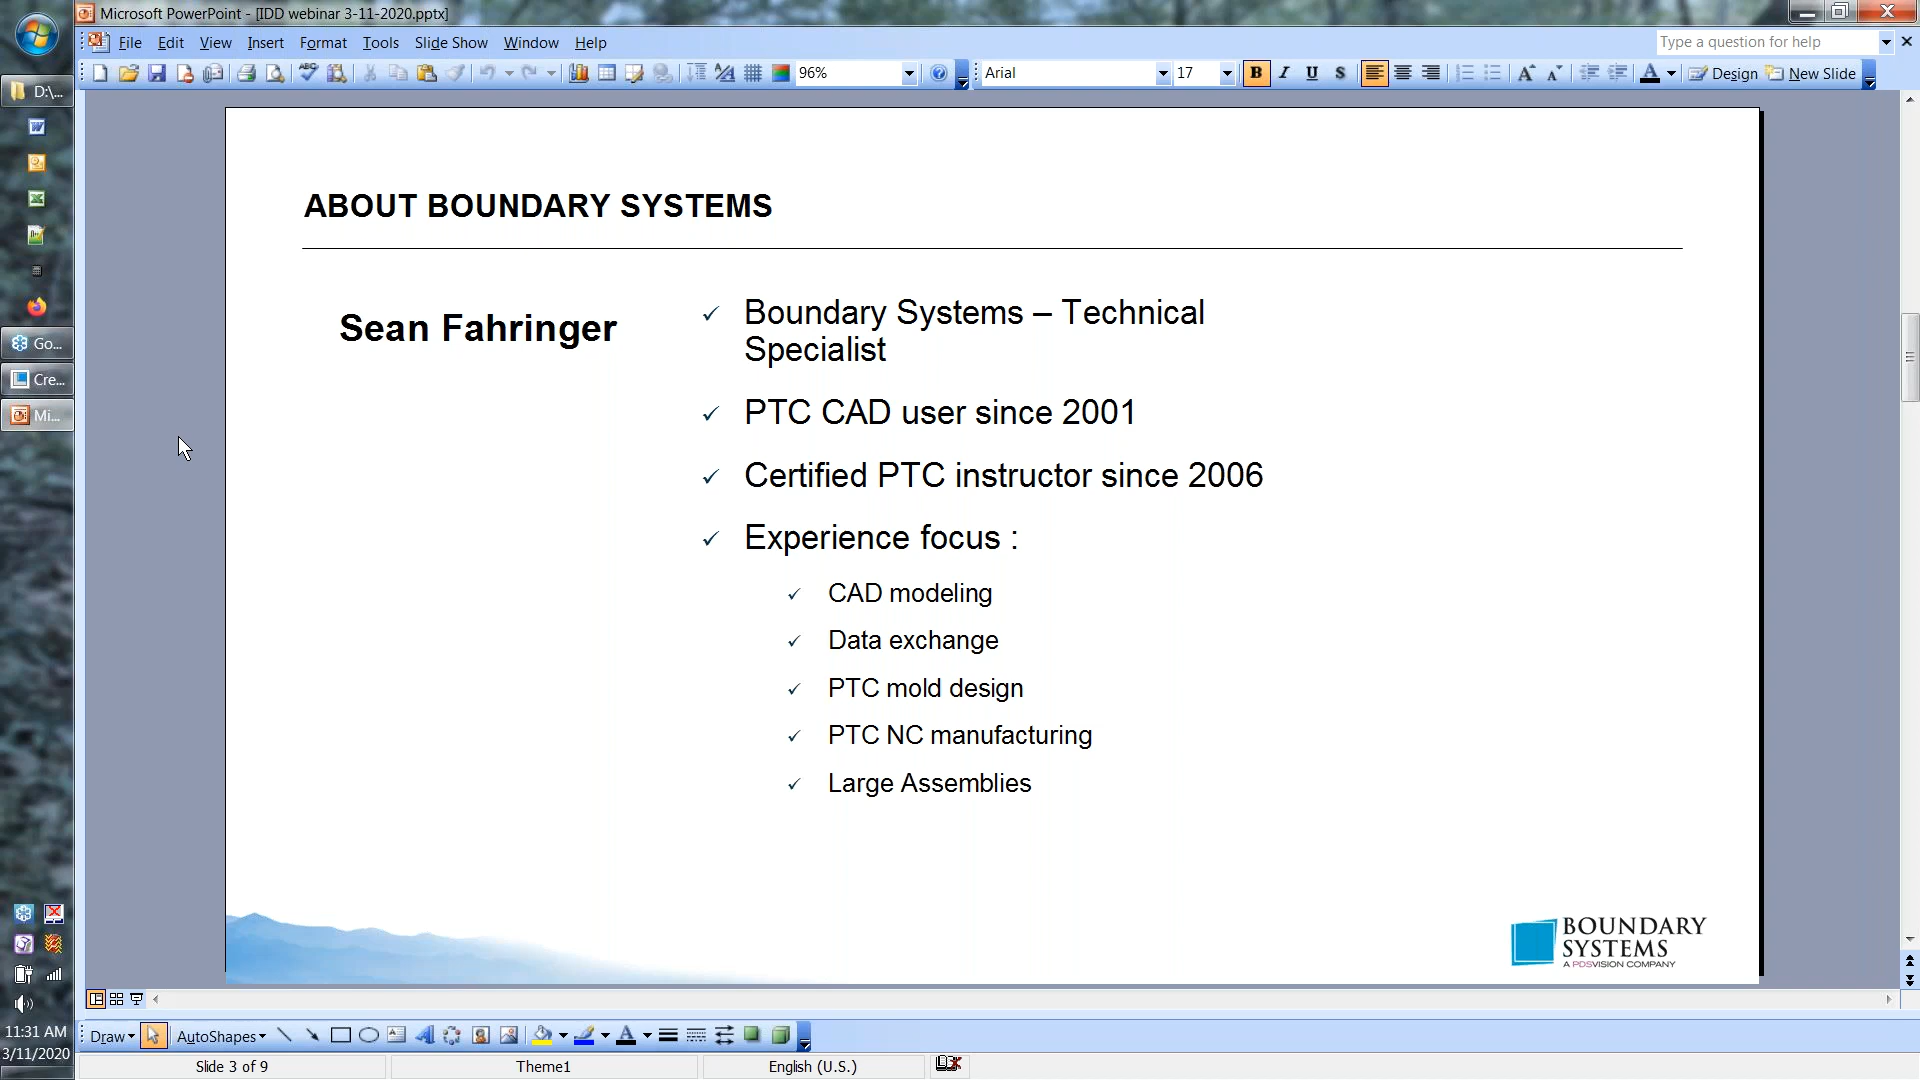 Microsoft PowerPoint - [IDD webinar 3-11-2020.pptx]
File Edit View Insert Format Tools Slide Show Window Help
Type a question for help
96%
Arial
17
B I U S
Design
New Slide
D:\...
Go...
Cre...
Mi...
ABOUT BOUNDARY SYSTEMS
Sean Fahringer
Boundary Systems – Technical
Specialist
PTC CAD user since 2001
Certified PTC instructor since 2006
Experience focus :
CAD modeling
Data exchange
PTC mold design
PTC NC manufacturing
Large Assemblies
BOUNDARY
SYSTEMS
A PDSVISION COMPANY
11:31 AM
3/11/2020
Draw
AutoShapes
Slide 3 of 9
Theme1
English (U.S.)